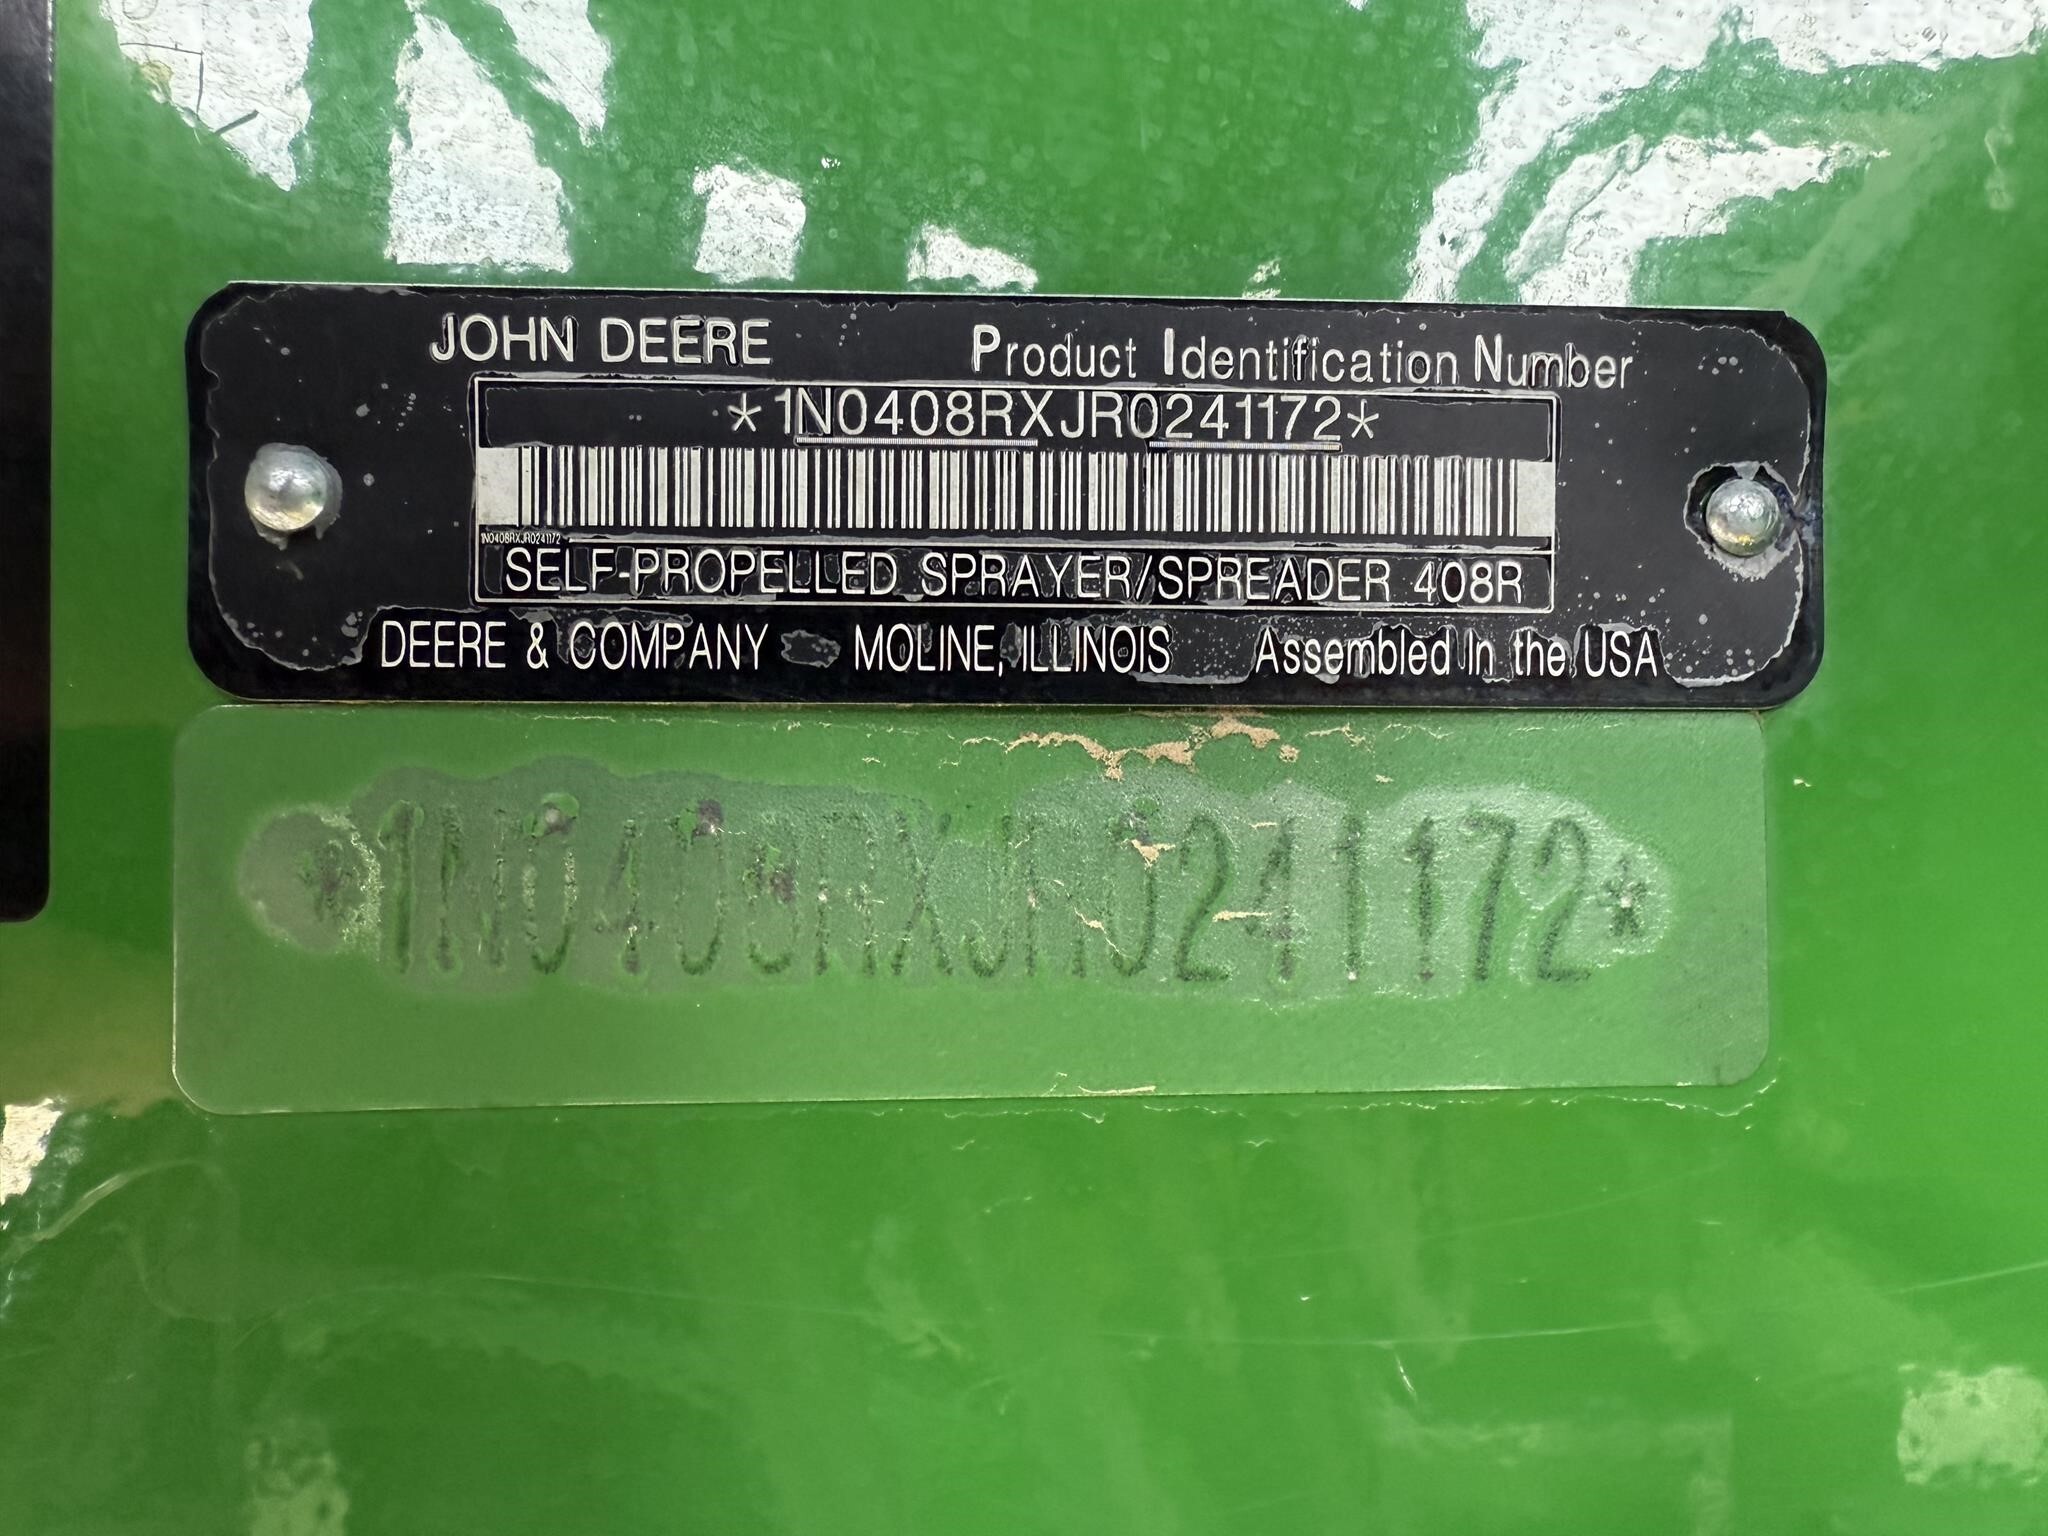 JOHN DEERE Product Identification Number
*1N0408RXJR0241172*
1N0408RXJR0241172
SELF-PROPELLED SPRAYER/SPREADER 408R
DEERE & COMPANY MOLINE, ILLINOIS Assembled In the USA
*1N0408RXJR0241172*